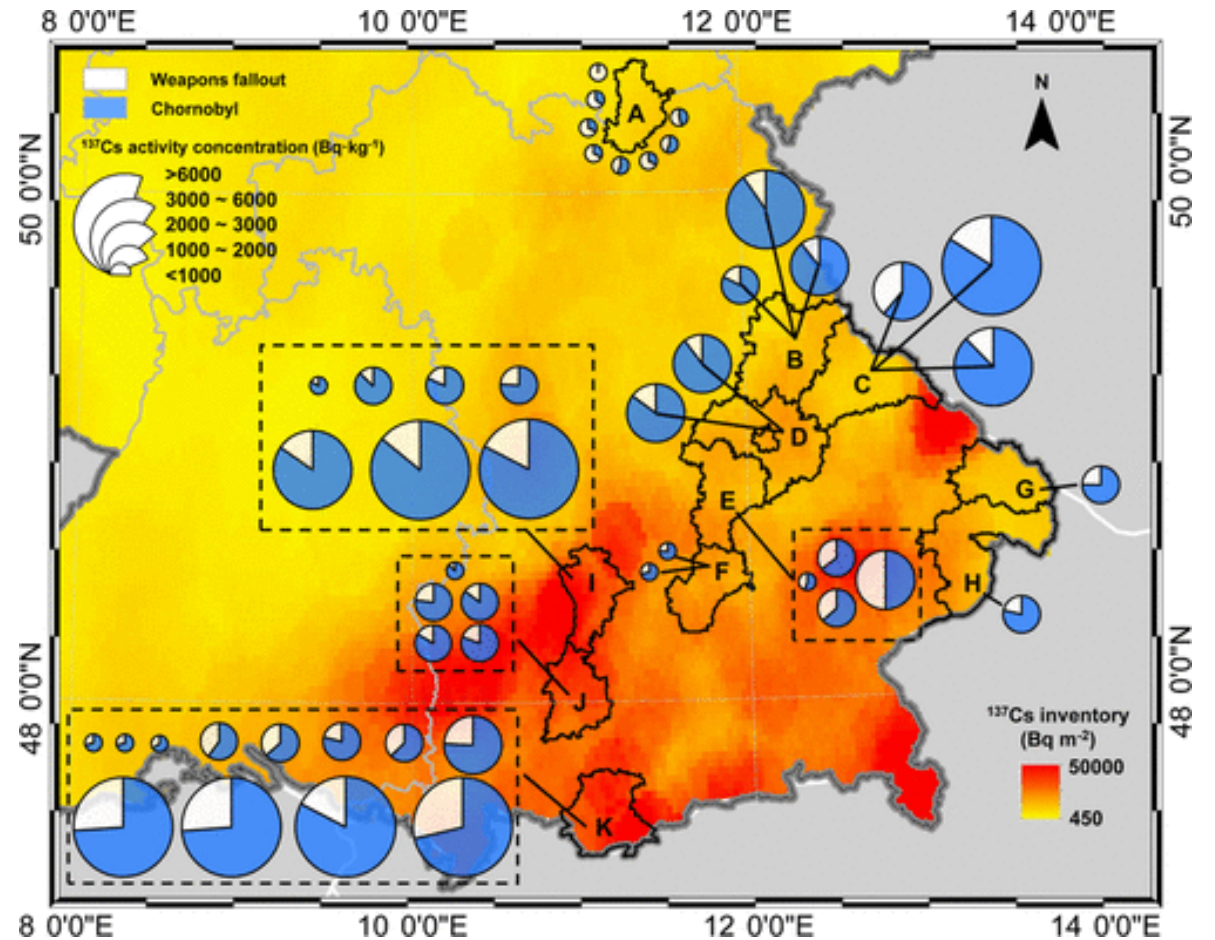 8 0'0"E
10 0'0"E
12 0'0"E
14 0'0"E
Weapons fallout
Chornobyl
¹³⁷Cs activity concentration (Bq·kg⁻¹)
>6000
3000 ~ 6000
2000 ~ 3000
1000 ~ 2000
<1000
N
A
50 0'0"N
50 0'0"N
B
C
D
E
G
F
H
I
J
K
48 0'0"N
48 0'0"N
¹³⁷Cs inventory
(Bq m⁻²)
50000
450
8 0'0"E
10 0'0"E
12 0'0"E
14 0'0"E